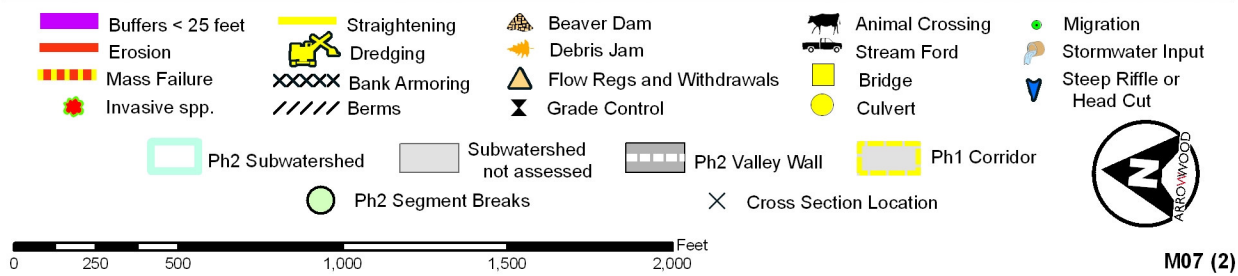 Buffers < 25 feet
Straightening
Beaver Dam
Animal Crossing
Migration
Erosion
Dredging
Debris Jam
Stream Ford
Stormwater Input
Mass Failure
Bank Armoring
Flow Regs and Withdrawals
Bridge
Steep Riffle or
Head Cut
Invasive spp.
Berms
Grade Control
Culvert
Ph2 Subwatershed
Subwatershed
not assessed
Ph2 Valley Wall
Ph1 Corridor
N
ARROWWOOD
Ph2 Segment Breaks
Cross Section Location
Feet
0 250 500 1,000 1,500 2,000
M07 (2)